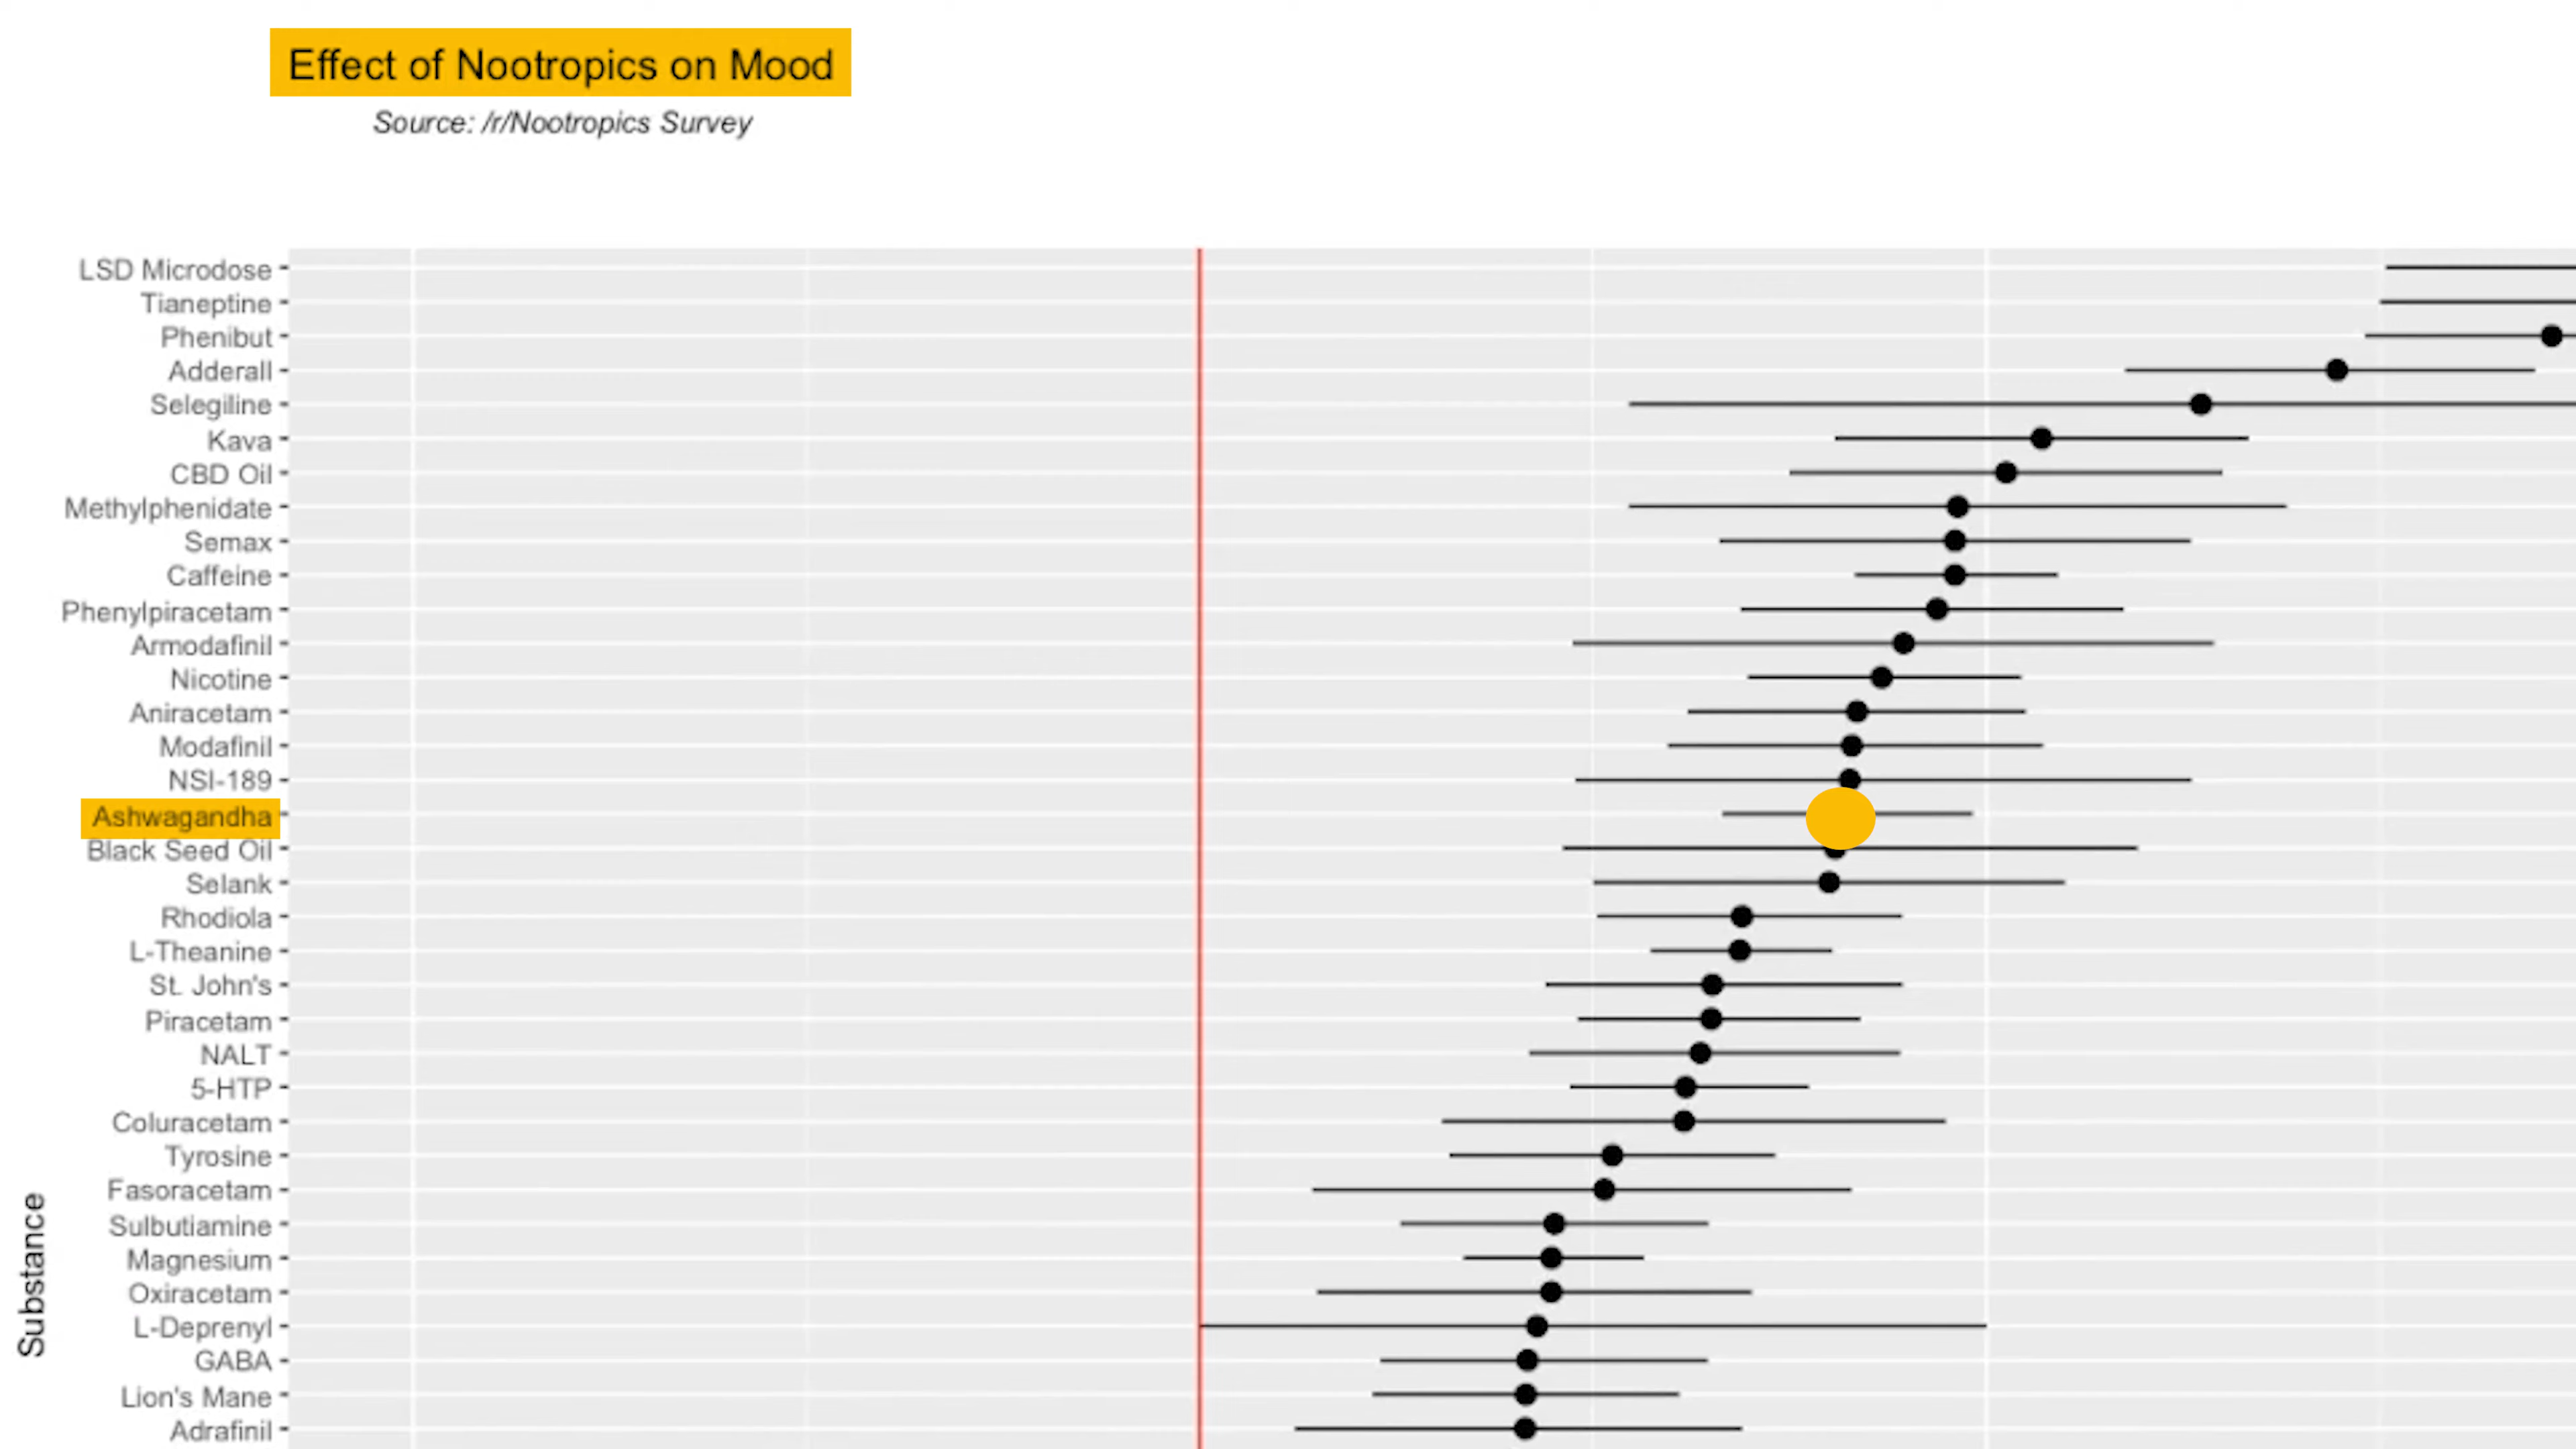 Effect of Nootropics on Mood
Source: /r/Nootropics Survey
LSD Microdose
Tianeptine
Phenibut
Adderall
Selegiline
Kava
CBD Oil
Methylphenidate
Semax
Caffeine
Phenylpiracetam
Armodafinil
Nicotine
Aniracetam
Modafinil
NSI-189
Ashwagandha
Black Seed Oil
Selank
Rhodiola
L-Theanine
St. John's
Piracetam
NALT
5-HTP
Coluracetam
Tyrosine
Fasoracetam
Sulbutiamine
Magnesium
Oxiracetam
L-Deprenyl
GABA
Lion's Mane
Adrafinil
Substance